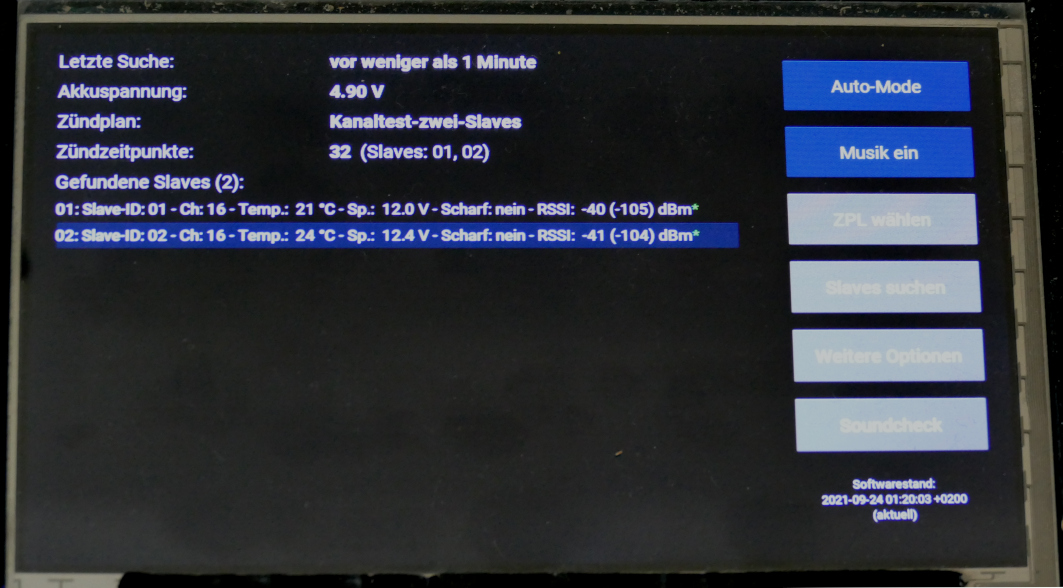 Letzte Suche: vor weniger als 1 Minute
Akkuspannung: 4.90 V
Zündplan: Kanaltest-zwei-Slaves
Zündzeitpunkte: 32 (Slaves: 01, 02)
Gefundene Slaves (2):
01: Slave-ID: 01 - Ch: 16 - Temp.: 21 °C - Sp.: 12.0 V - Scharf: nein - RSSI: -40 (-105) dBm*
02: Slave-ID: 02 - Ch: 16 - Temp.: 24 °C - Sp.: 12.4 V - Scharf: nein - RSSI: -41 (-104) dBm*
Auto-Mode
Musik ein
ZPL wählen
Slaves suchen
Weitere Optionen
Soundcheck
Softwarestand:
2021-09-24 01:20:03 +0200
(aktuell)